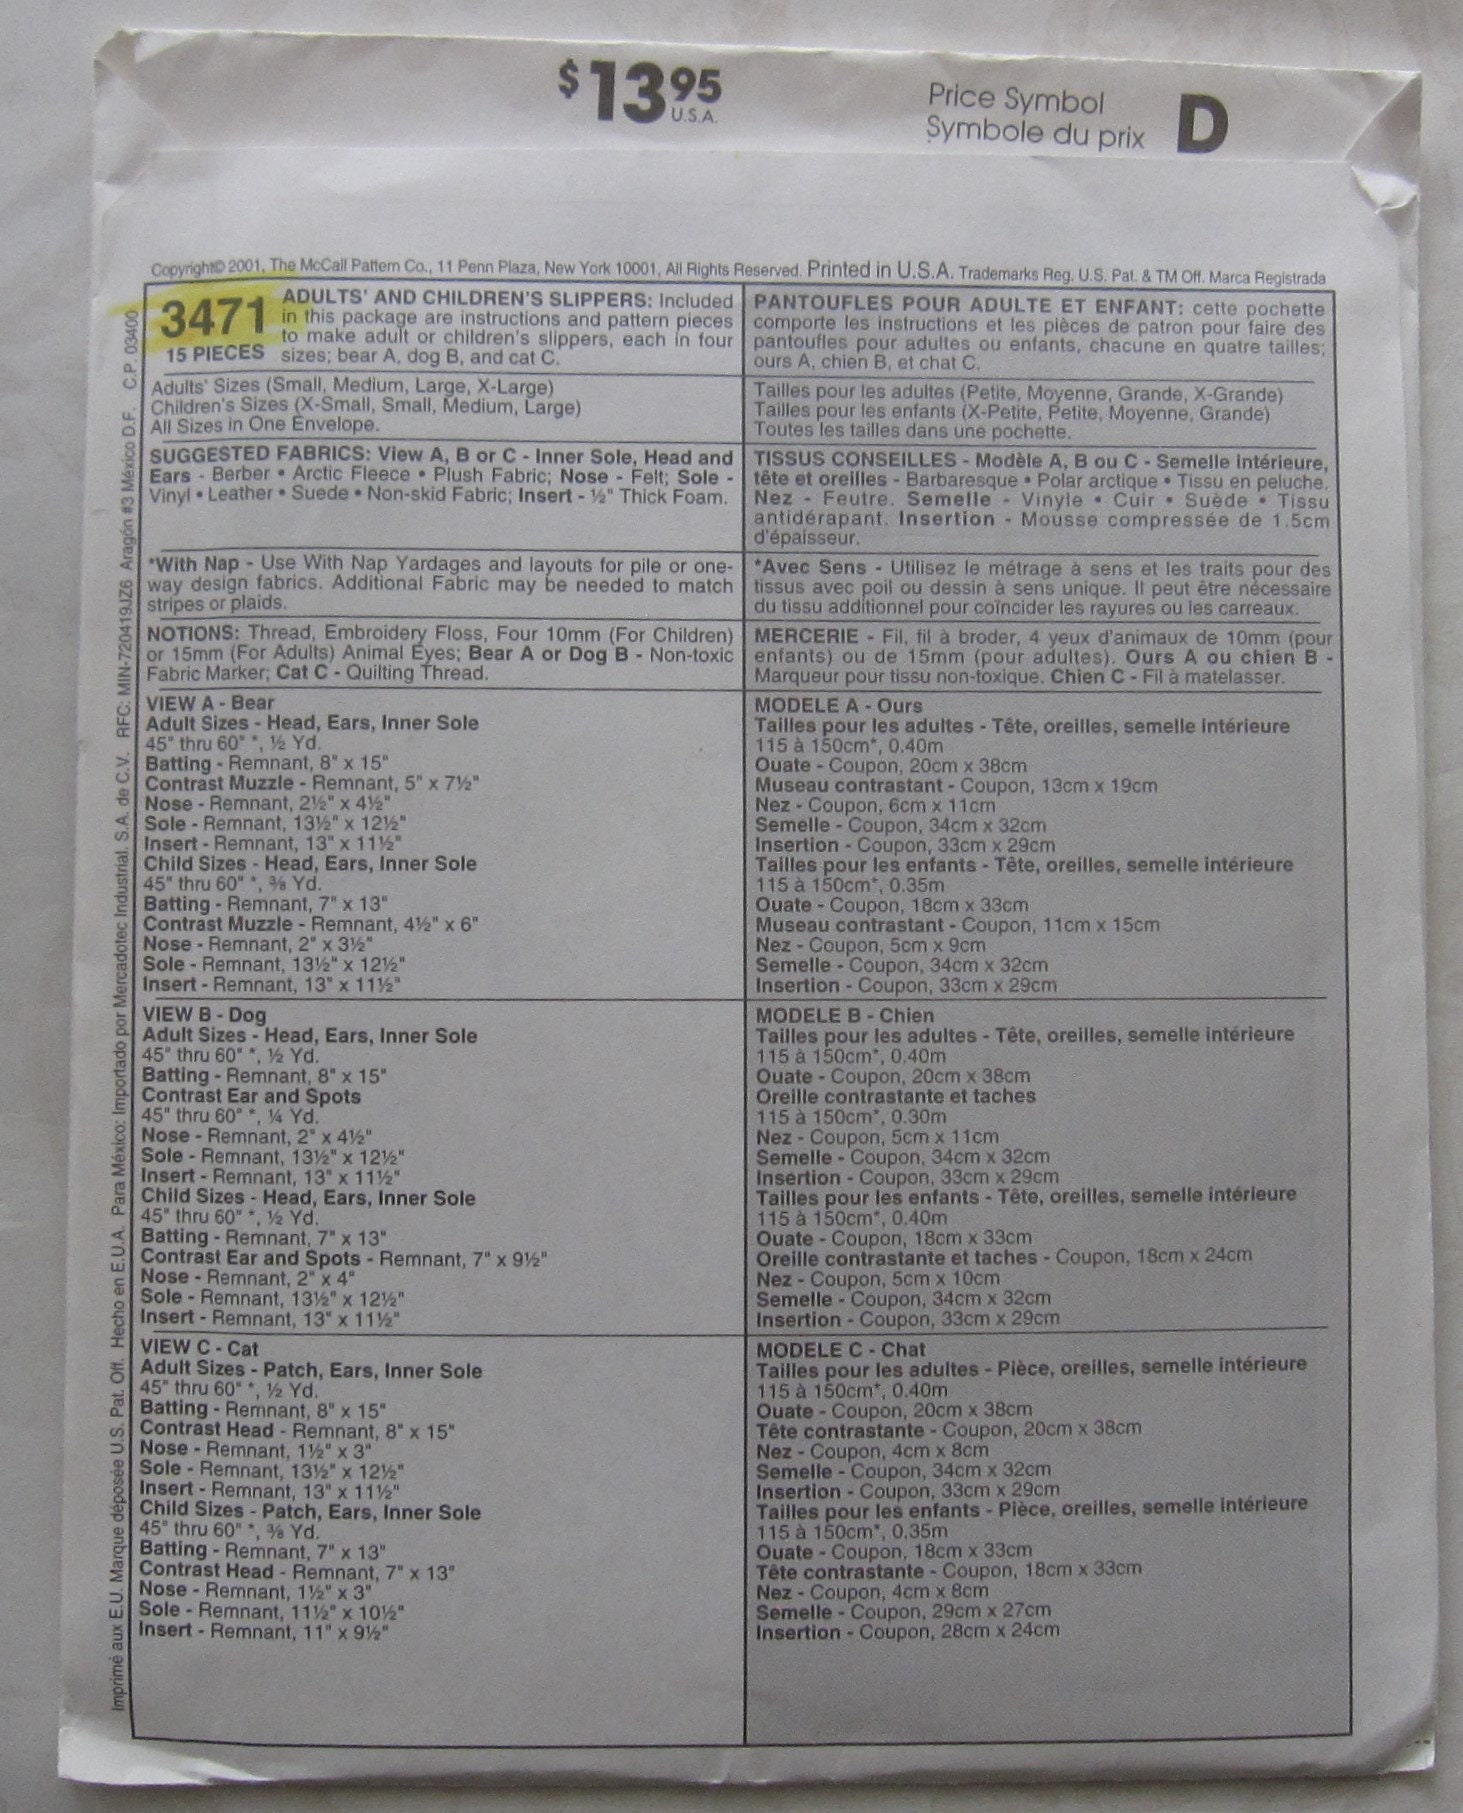 $13.95
U.S.A.
Price Symbol
Symbole du prix D
Copyright© 2001, The McCall Pattern Co., 11 Penn Plaza, New York 10001, All Rights Reserved. Printed in U.S.A. Trademarks Reg. U.S. Pat. & TM Off. Marca Registrada
3471
15 PIECES
ADULTS' AND CHILDREN'S SLIPPERS: Included
in this package are instructions and pattern pieces
to make adult or children's slippers, each in four
sizes; bear A, dog B, and cat C.
Adults' Sizes (Small, Medium, Large, X-Large)
Children's Sizes (X-Small, Small, Medium, Large)
All Sizes in One Envelope.
SUGGESTED FABRICS: View A, B or C - Inner Sole, Head and
Ears - Berber • Arctic Fleece • Plush Fabric; Nose - Felt; Sole -
Vinyl • Leather • Suede • Non-skid Fabric; Insert - ½" Thick Foam.
*With Nap - Use With Nap Yardages and layouts for pile or one-
way design fabrics. Additional Fabric may be needed to match
stripes or plaids.
NOTIONS: Thread, Embroidery Floss, Four 10mm (For Children)
or 15mm (For Adults) Animal Eyes; Bear A or Dog B - Non-toxic
Fabric Marker; Cat C - Quilting Thread.
VIEW A - Bear
Adult Sizes - Head, Ears, Inner Sole
45" thru 60" *, ½ Yd.
Batting - Remnant, 8" x 15"
Contrast Muzzle - Remnant, 5" x 7½"
Nose - Remnant, 2½" x 4½"
Sole - Remnant, 13½" x 12½"
Insert - Remnant, 13" x 11½"
Child Sizes - Head, Ears, Inner Sole
45" thru 60" *, ⅜ Yd.
Batting - Remnant, 7" x 13"
Contrast Muzzle - Remnant, 4½" x 6"
Nose - Remnant, 2" x 3½"
Sole - Remnant, 13½" x 12½"
Insert - Remnant, 13" x 11½"
VIEW B - Dog
Adult Sizes - Head, Ears, Inner Sole
45" thru 60" *, ½ Yd.
Batting - Remnant, 8" x 15"
Contrast Ear and Spots
45" thru 60" *, ¼ Yd.
Nose - Remnant, 2" x 4½"
Sole - Remnant, 13½" x 12½"
Insert - Remnant, 13" x 11½"
Child Sizes - Head, Ears, Inner Sole
45" thru 60" *, ½ Yd.
Batting - Remnant, 7" x 13"
Contrast Ear and Spots - Remnant, 7" x 9½"
Nose - Remnant, 2" x 4"
Sole - Remnant, 13½" x 12½"
Insert - Remnant, 13" x 11½"
VIEW C - Cat
Adult Sizes - Patch, Ears, Inner Sole
45" thru 60" *, ½ Yd.
Batting - Remnant, 8" x 15"
Contrast Head - Remnant, 8" x 15"
Nose - Remnant, 1½" x 3"
Sole - Remnant, 13½" x 12½"
Insert - Remnant, 13" x 11½"
Child Sizes - Patch, Ears, Inner Sole
45" thru 60" *, ⅜ Yd.
Batting - Remnant, 7" x 13"
Contrast Head - Remnant, 7" x 13"
Nose - Remnant, 1½" x 3"
Sole - Remnant, 11½" x 10½"
Insert - Remnant, 11" x 9½"
PANTOUFLES POUR ADULTE ET ENFANT: cette pochette
comporte les instructions et les pièces de patron pour faire des
pantoufles pour adultes ou enfants, chacune en quatre tailles;
ours A, chien B, et chat C.
Tailles pour les adultes (Petite, Moyenne, Grande, X-Grande)
Tailles pour les enfants (X-Petite, Petite, Moyenne, Grande)
Toutes les tailles dans une pochette.
TISSUS CONSEILLES - Modèle A, B ou C - Semelle intérieure,
tête et oreilles - Barbaresque • Polar arctique • Tissu en peluche.
Nez - Feutre. Semelle - Vinyle • Cuir • Suède • Tissu
antidérapant. Insertion - Mousse compressée de 1.5cm
d'épaisseur.
*Avec Sens - Utilisez le métrage à sens et les traits pour des
tissus avec poil ou dessin à sens unique. Il peut être nécessaire
du tissu additionnel pour coïncider les rayures ou les carreaux.
MERCERIE - Fil, fil à broder, 4 yeux d'animaux de 10mm (pour
enfants) ou de 15mm (pour adultes). Ours A ou chien B -
Marqueur pour tissu non-toxique. Chien C - Fil à matelasser.
MODELE A - Ours
Tailles pour les adultes - Tête, oreilles, semelle intérieure
115 à 150cm*, 0.40m
Ouate - Coupon, 20cm x 38cm
Museau contrastant - Coupon, 13cm x 19cm
Nez - Coupon, 6cm x 11cm
Semelle - Coupon, 34cm x 32cm
Insertion - Coupon, 33cm x 29cm
Tailles pour les enfants - Tête, oreilles, semelle intérieure
115 à 150cm*, 0.35m
Ouate - Coupon, 18cm x 33cm
Museau contrastant - Coupon, 11cm x 15cm
Nez - Coupon, 5cm x 9cm
Semelle - Coupon, 34cm x 32cm
Insertion - Coupon, 33cm x 29cm
MODELE B - Chien
Tailles pour les adultes - Tête, oreilles, semelle intérieure
115 à 150cm*, 0.40m
Ouate - Coupon, 20cm x 38cm
Oreille contrastante et taches
115 à 150cm*, 0.30m
Nez - Coupon, 5cm x 11cm
Semelle - Coupon, 34cm x 32cm
Insertion - Coupon, 33cm x 29cm
Tailles pour les enfants - Tête, oreilles, semelle intérieure
115 à 150cm*, 0.40m
Ouate - Coupon, 18cm x 33cm
Oreille contrastante et taches - Coupon, 18cm x 24cm
Nez - Coupon, 5cm x 10cm
Semelle - Coupon, 34cm x 32cm
Insertion - Coupon, 33cm x 29cm
MODELE C - Chat
Tailles pour les adultes - Pièce, oreilles, semelle intérieure
115 à 150cm*, 0.40m
Ouate - Coupon, 20cm x 38cm
Tête contrastante - Coupon, 20cm x 38cm
Nez - Coupon, 4cm x 8cm
Semelle - Coupon, 34cm x 32cm
Insertion - Coupon, 33cm x 29cm
Tailles pour les enfants - Pièce, oreilles, semelle intérieure
115 à 150cm*, 0.35m
Ouate - Coupon, 18cm x 33cm
Tête contrastante - Coupon, 18cm x 33cm
Nez - Coupon, 4cm x 8cm
Semelle - Coupon, 29cm x 27cm
Insertion - Coupon, 28cm x 24cm
Imprimé aux E.U. Marque déposée U.S. Pat. Off. Hecho en E.U.A. Para México: Importado por Mercadotec Industrial, S.A. de C.V. RFC: MIN-720419JZ6 Aragón #3 México D.F. C.P. 03400